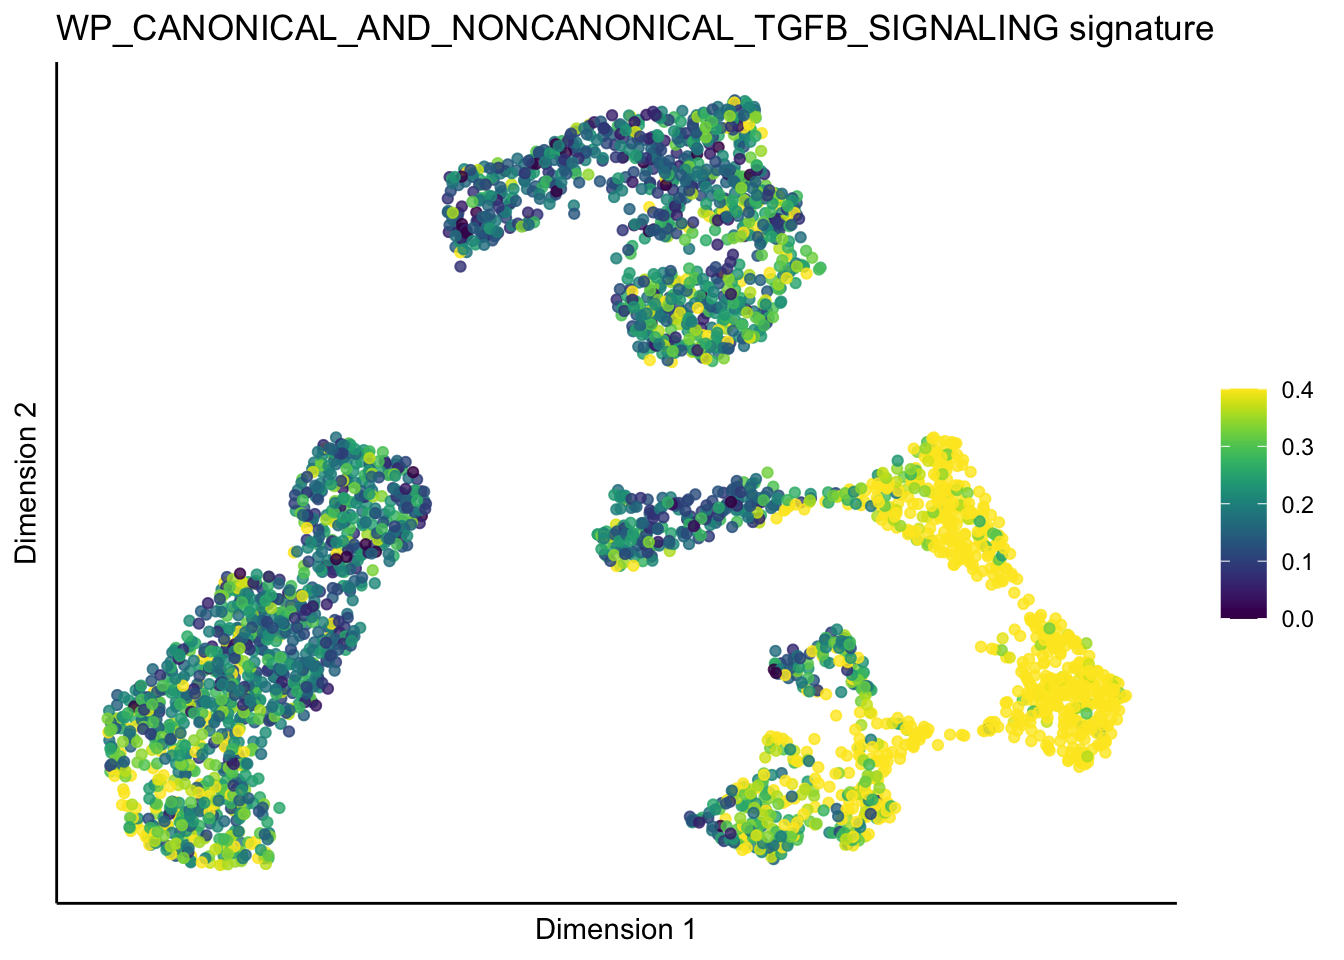 WP_CANONICAL_AND_NONCANONICAL_TGFB_SIGNALING signature
Dimension 2
0.4
0.3
0.2
0.1
0.0
Dimension 1